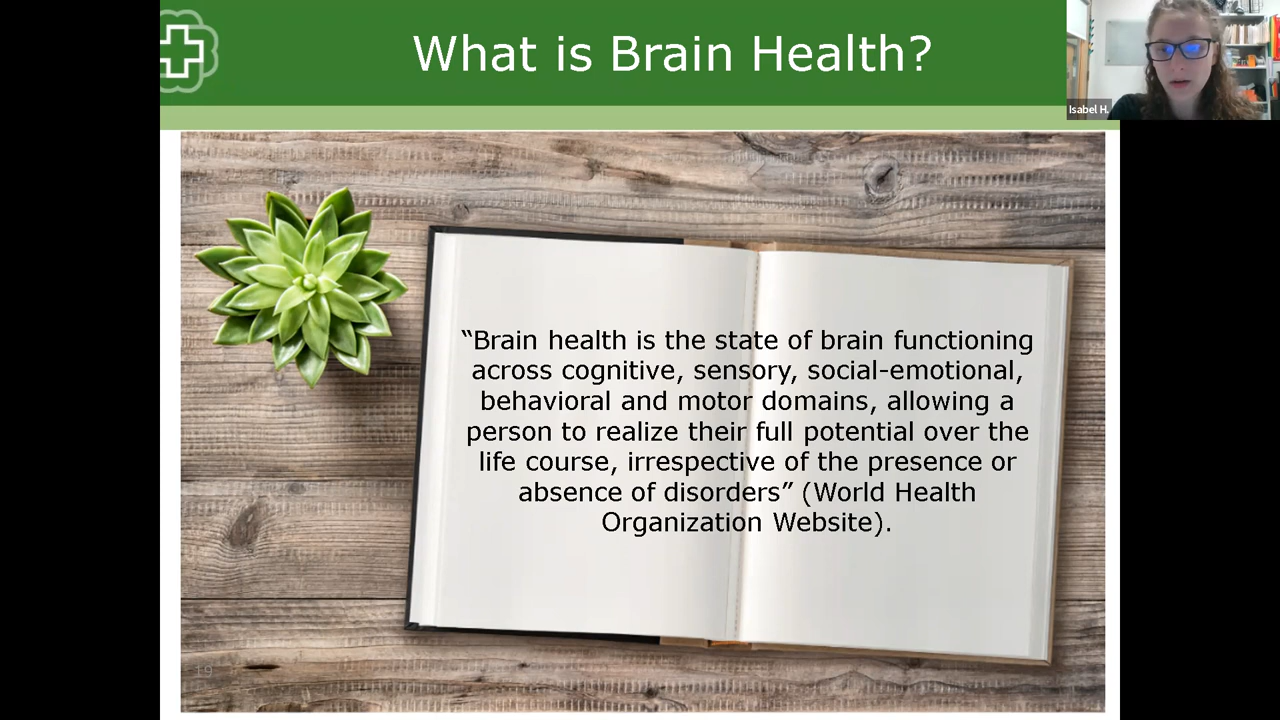 What is Brain Health?
Isabel H.
“Brain health is the state of brain functioning
across cognitive, sensory, social-emotional,
behavioral and motor domains, allowing a
person to realize their full potential over the
life course, irrespective of the presence or
absence of disorders” (World Health
Organization Website).
19